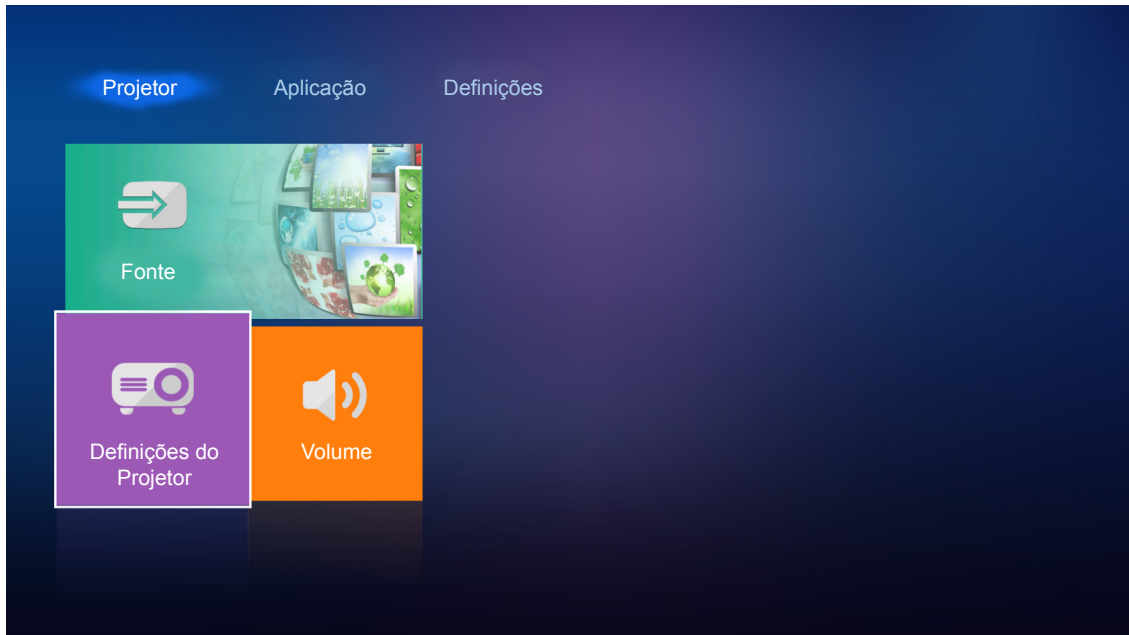 Projetor
Aplicação
Definições
Fonte
Definições do
Projetor
Volume